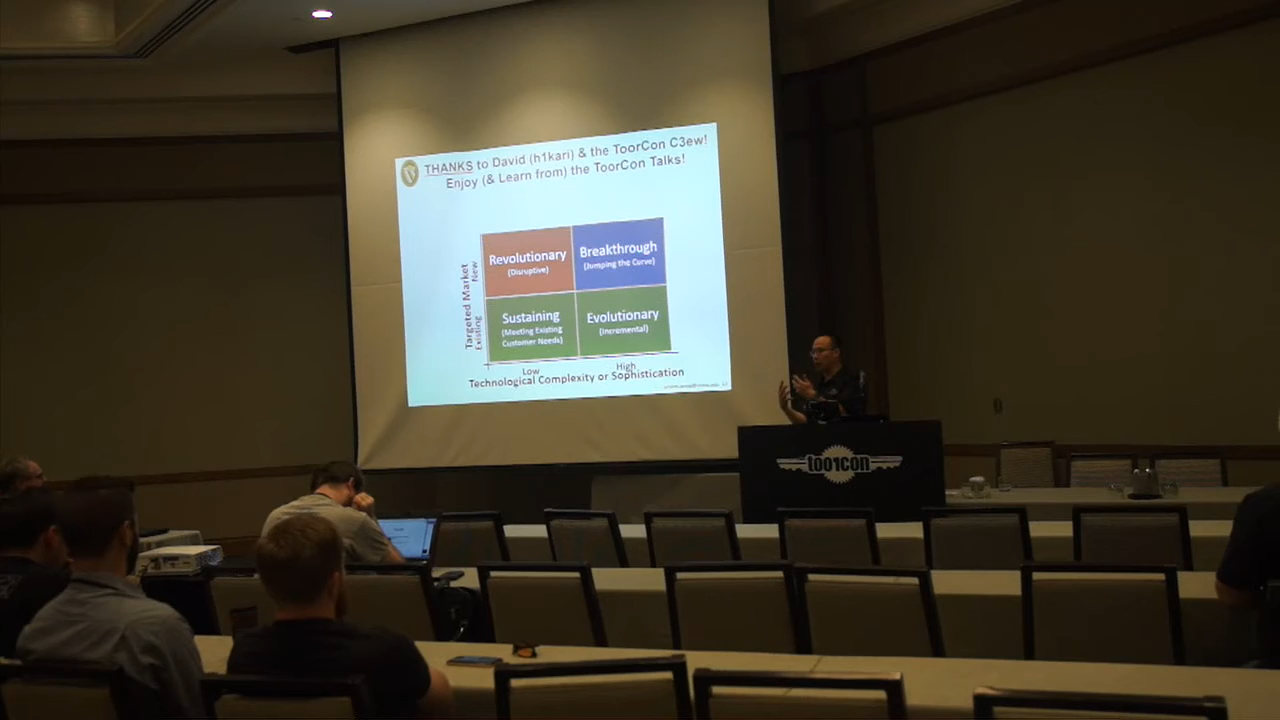 THANKS to David (h1kari) & the ToorCon C3ew!
Enjoy (& Learn from) the ToorCon Talks!
Targeted Market
New
Existing
Revolutionary
(Disruptive)
Breakthrough
(Jumping the Curve)
Sustaining
(Meeting Existing
Customer Needs)
Evolutionary
(Incremental)
Low
High
Technological Complexity or Sophistication
too1con